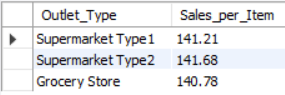 Outlet_Type Sales_per_Item
Supermarket Type1 141.21
Supermarket Type2 141.68
Grocery Store 140.78